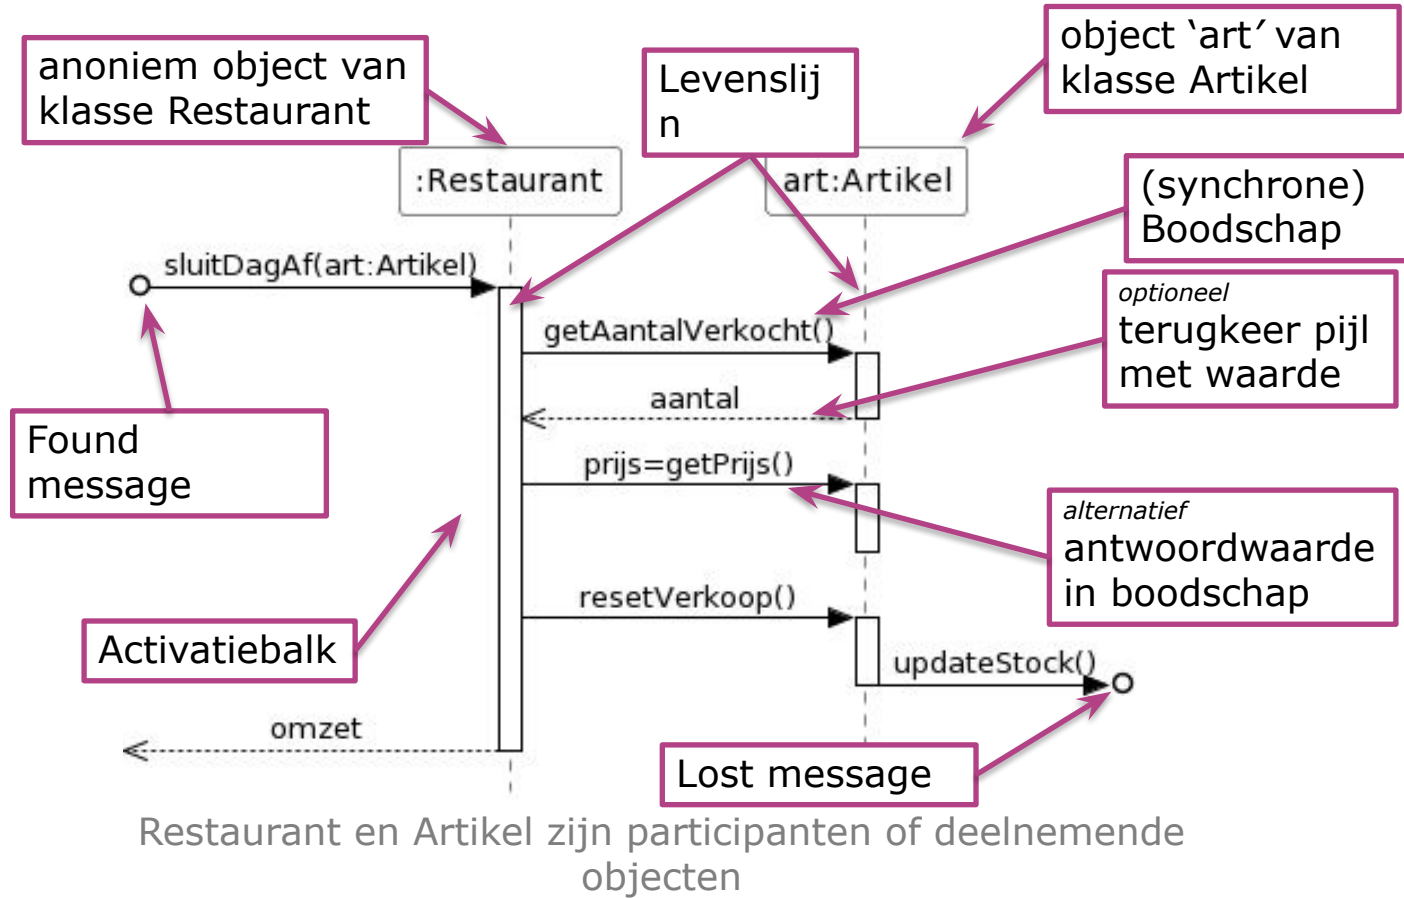 anoniem object van
klasse Restaurant
Levenslij
n
object ‘art’ van
klasse Artikel
:Restaurant
art:Artikel
(synchrone)
Boodschap
sluitDagAf(art:Artikel)
optioneel
terugkeer pijl
met waarde
getAantalVerkocht()
aantal
Found
message
prijs=getPrijs()
alternatief
antwoordwaarde
in boodschap
resetVerkoop()
Activatiebalk
updateStock()
omzet
Lost message
Restaurant en Artikel zijn participanten of deelnemende
objecten